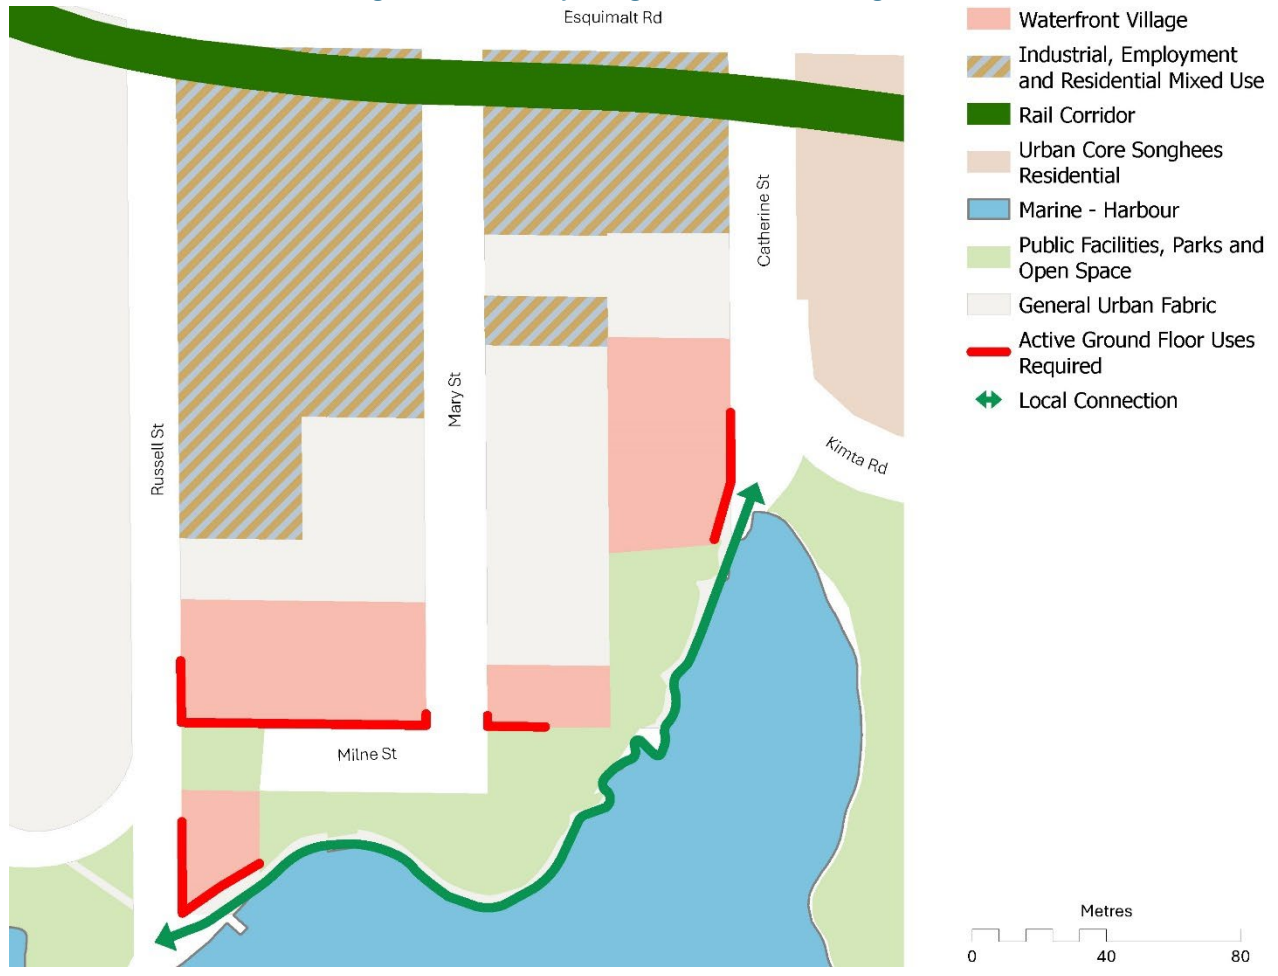 Esquimalt Rd
Catherine St
Mary St
Russell St
Kimta Rd
Milne St
Waterfront Village
Industrial, Employment
and Residential Mixed Use
Rail Corridor
Urban Core Songhees
Residential
Marine - Harbour
Public Facilities, Parks and
Open Space
General Urban Fabric
Active Ground Floor Uses
Required
Local Connection
Metres
0 40 80